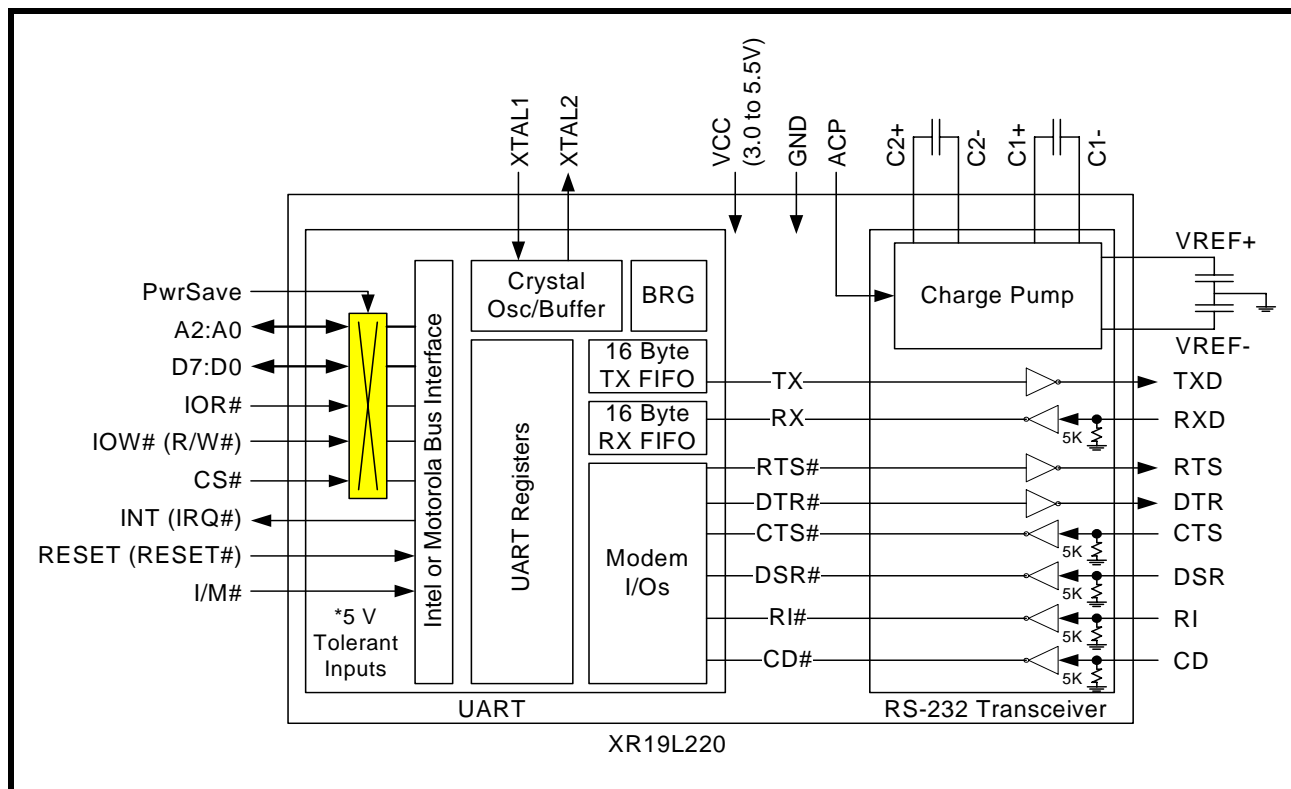 XTAL1
XTAL2
VCC
(3.0 to 5.5V)
GND
ACP
C2+
C2-
C1+
C1-
VREF+
VREF-
PwrSave
A2:A0
D7:D0
IOR#
IOW# (R/W#)
CS#
INT (IRQ#)
RESET (RESET#)
I/M#
*5 V
Tolerant
Inputs
Intel or Motorola Bus Interface
Crystal
Osc/Buffer
BRG
UART Registers
16 Byte
TX FIFO
16 Byte
RX FIFO
Modem
I/Os
Charge Pump
TX
TXD
RX
5K
RXD
RTS#
RTS
DTR#
DTR
CTS#
5K
CTS
DSR#
5K
DSR
RI#
5K
RI
CD#
5K
CD
UART
RS-232 Transceiver
XR19L220